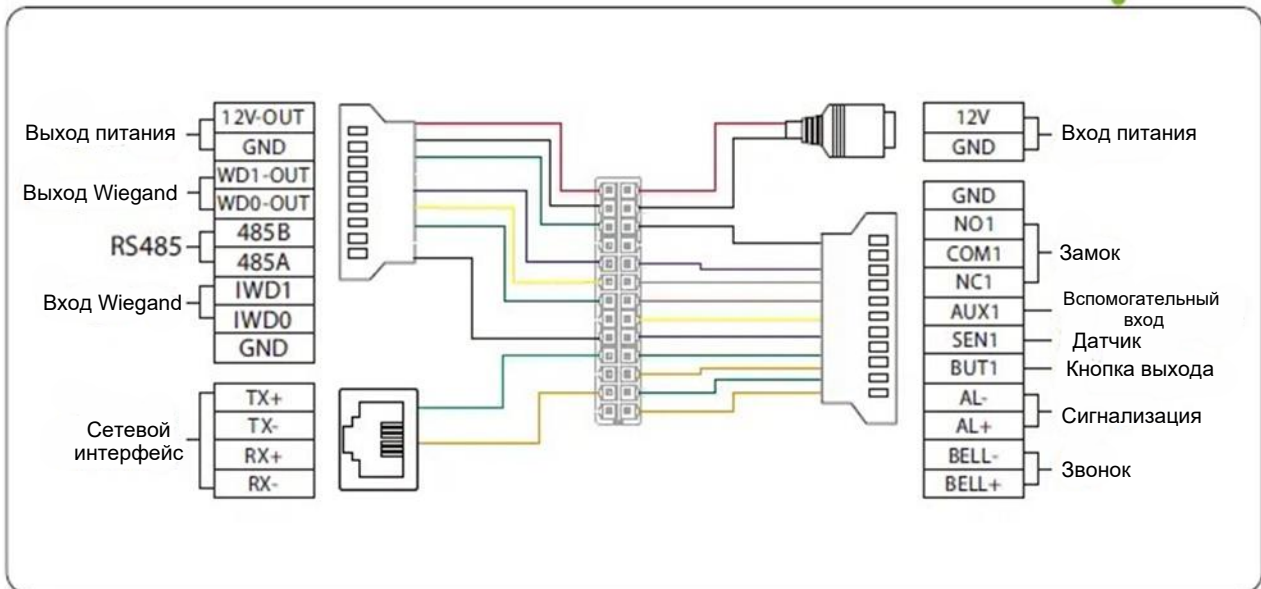 Выход питания
12V-OUT
GND
Выход Wiegand
WD1-OUT
WD0-OUT
RS485
485B
485A
Вход Wiegand
IWD1
IWD0
GND
Сетевой
интерфейс
TX+
TX-
RX+
RX-
12V
GND
Вход питания
GND
NO1
COM1
NC1
Замок
AUX1
Вспомогательный
вход
SEN1
Датчик
BUT1
Кнопка выхода
AL-
AL+
Сигнализация
BELL-
BELL+
Звонок